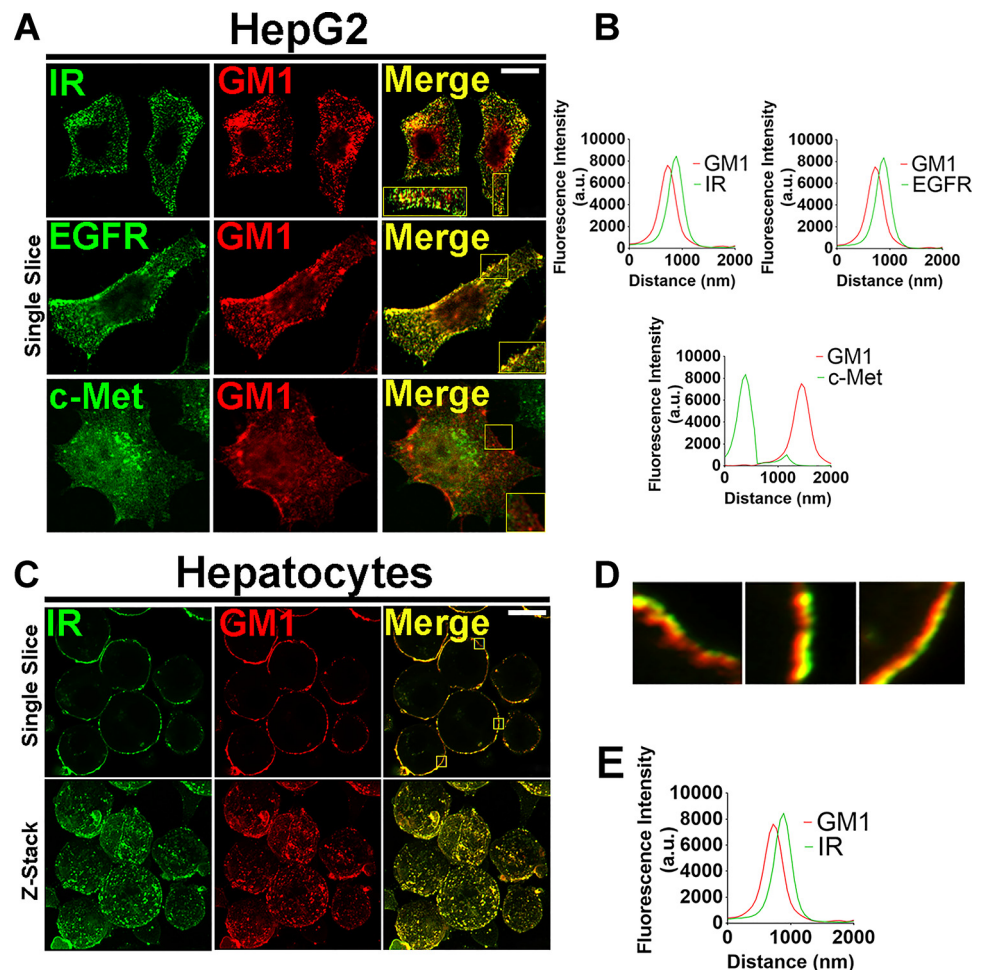 A
HepG2
IR
GM1
Merge
EGFR
GM1
Merge
c-Met
GM1
Merge
Single Slice
B
Fluorescence Intensity
(a.u.)
10000
8000
6000
4000
2000
0
0
1000
2000
Distance (nm)
GM1
IR
Fluorescence Intensity
(a.u.)
10000
8000
6000
4000
2000
0
0
1000
2000
Distance (nm)
GM1
EGFR
Fluorescence Intensity
(a.u.)
10000
8000
6000
4000
2000
0
0
1000
2000
Distance (nm)
GM1
c-Met
C
Hepatocytes
Single Slice
IR
GM1
Merge
Z-Stack
D
E
Fluorescence Intensity
(a.u.)
10000
8000
6000
4000
2000
0
0
1000
2000
Distance (nm)
GM1
IR